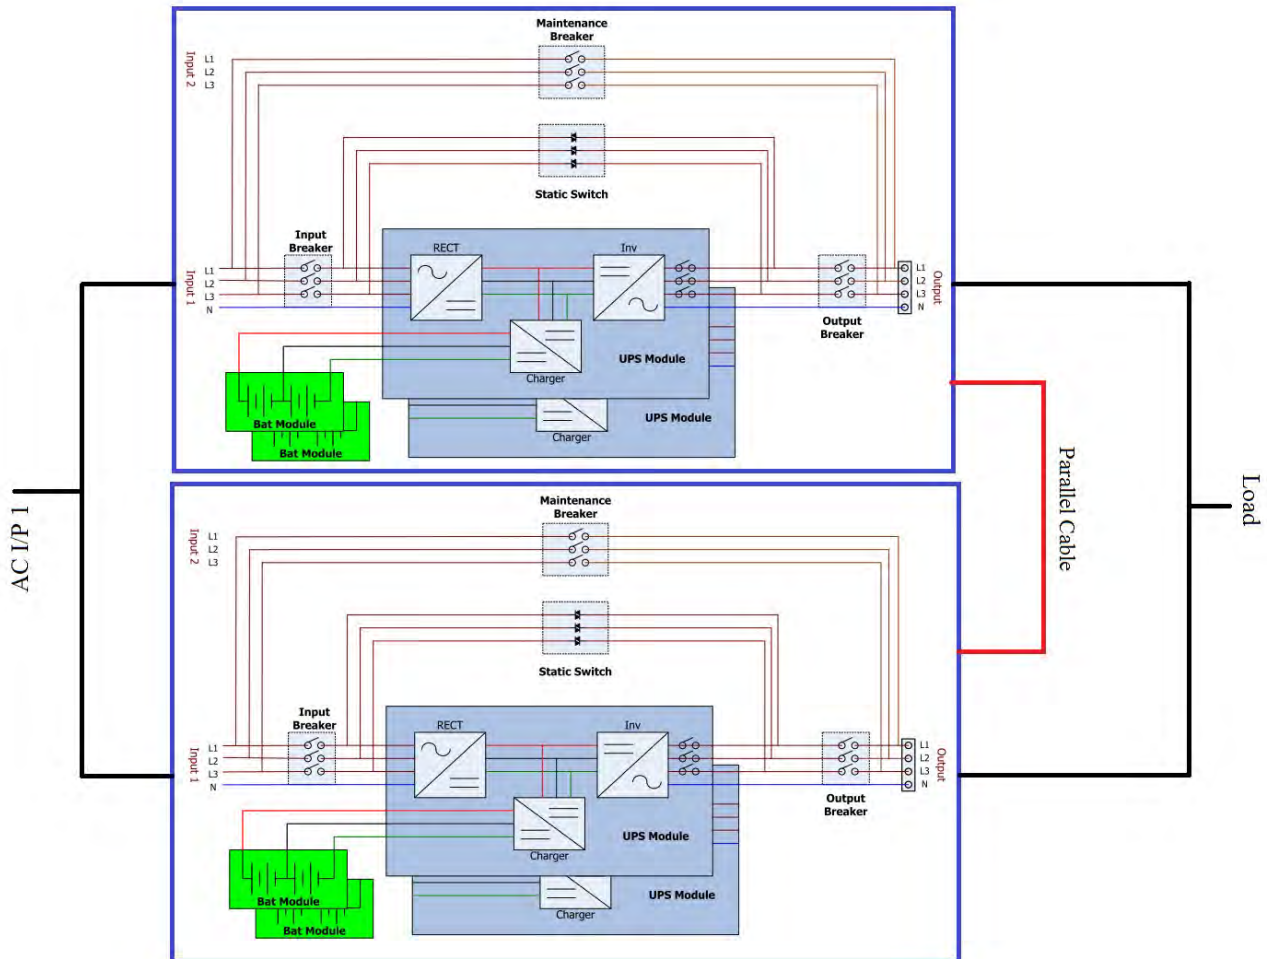 Maintenance
Breaker
Input 2
L1
L2
L3
Static Switch
Input
Breaker
RECT
Inv
Input 1
L1
L2
L3
N
L1
L2
L3
N
Output
Output
Breaker
UPS Module
Charger
Bat Module
UPS Module
Charger
Bat Module
AC I/P 1
Parallel Cable
Load
Maintenance
Breaker
Input 2
L1
L2
L3
Static Switch
Input
Breaker
RECT
Inv
Input 1
L1
L2
L3
N
L1
L2
L3
N
Output
Output
Breaker
UPS Module
Charger
Bat Module
UPS Module
Charger
Bat Module